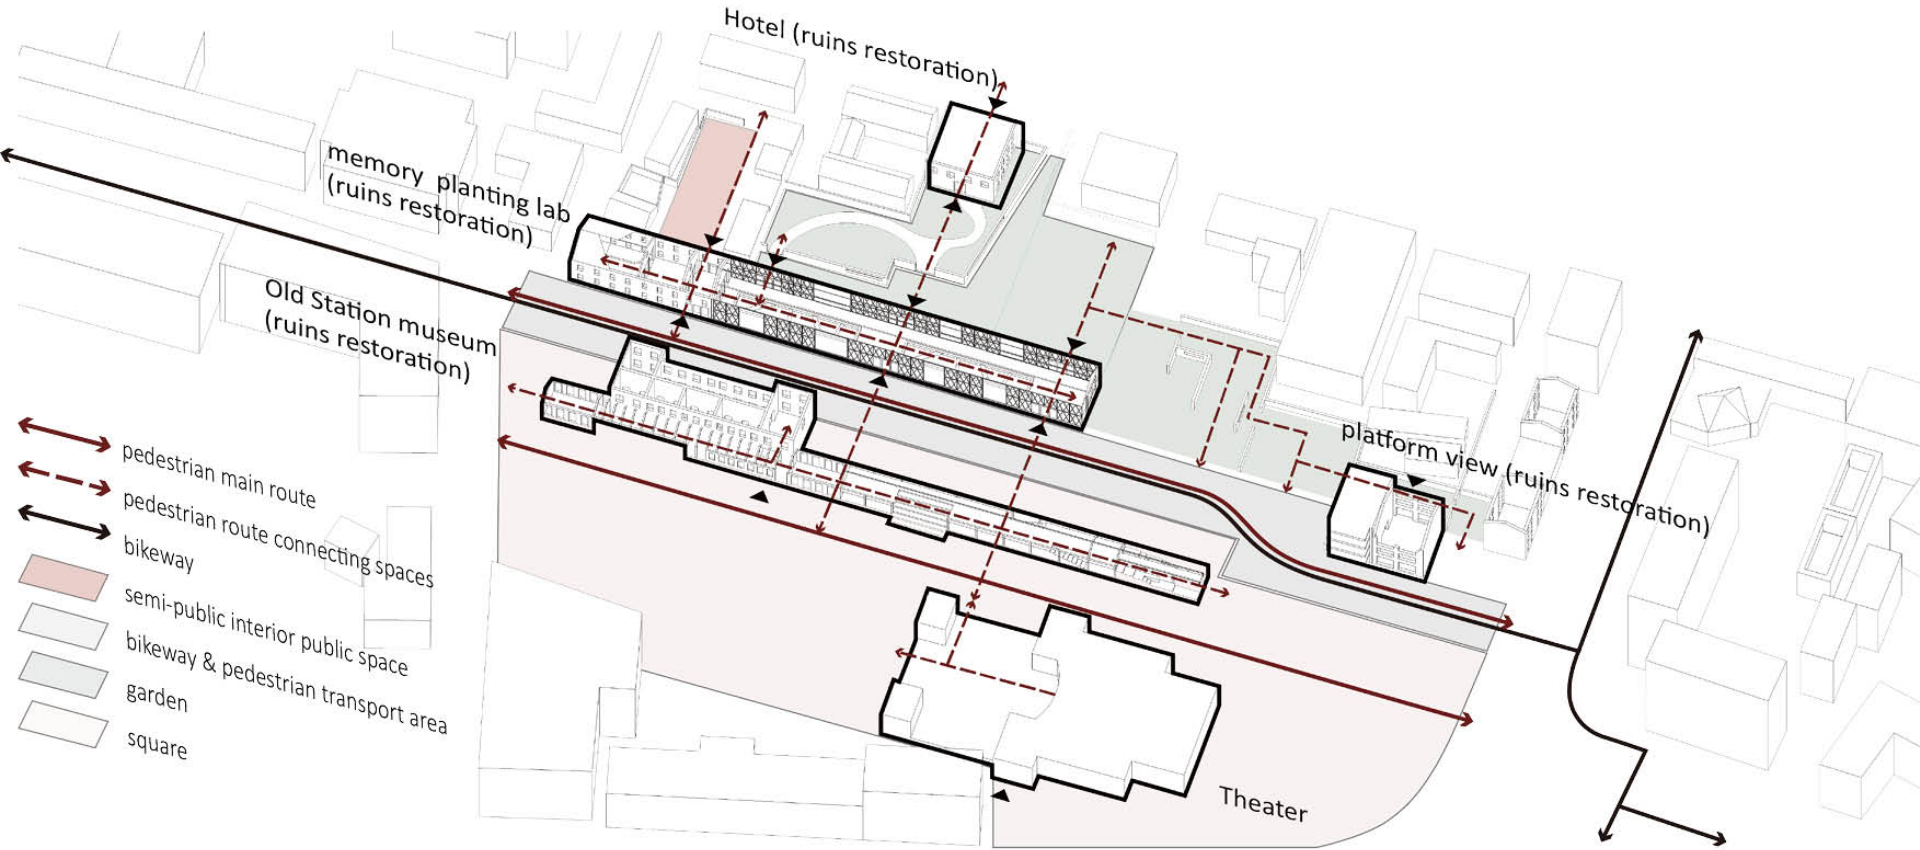 Hotel (ruins restoration)
memory planting lab
(ruins restoration)
Old Station museum
(ruins restoration)
platform view (ruins restoration)
pedestrian main route
pedestrian route connecting spaces
bikeway
semi-public interior public space
bikeway & pedestrian transport area
garden
square
Theater